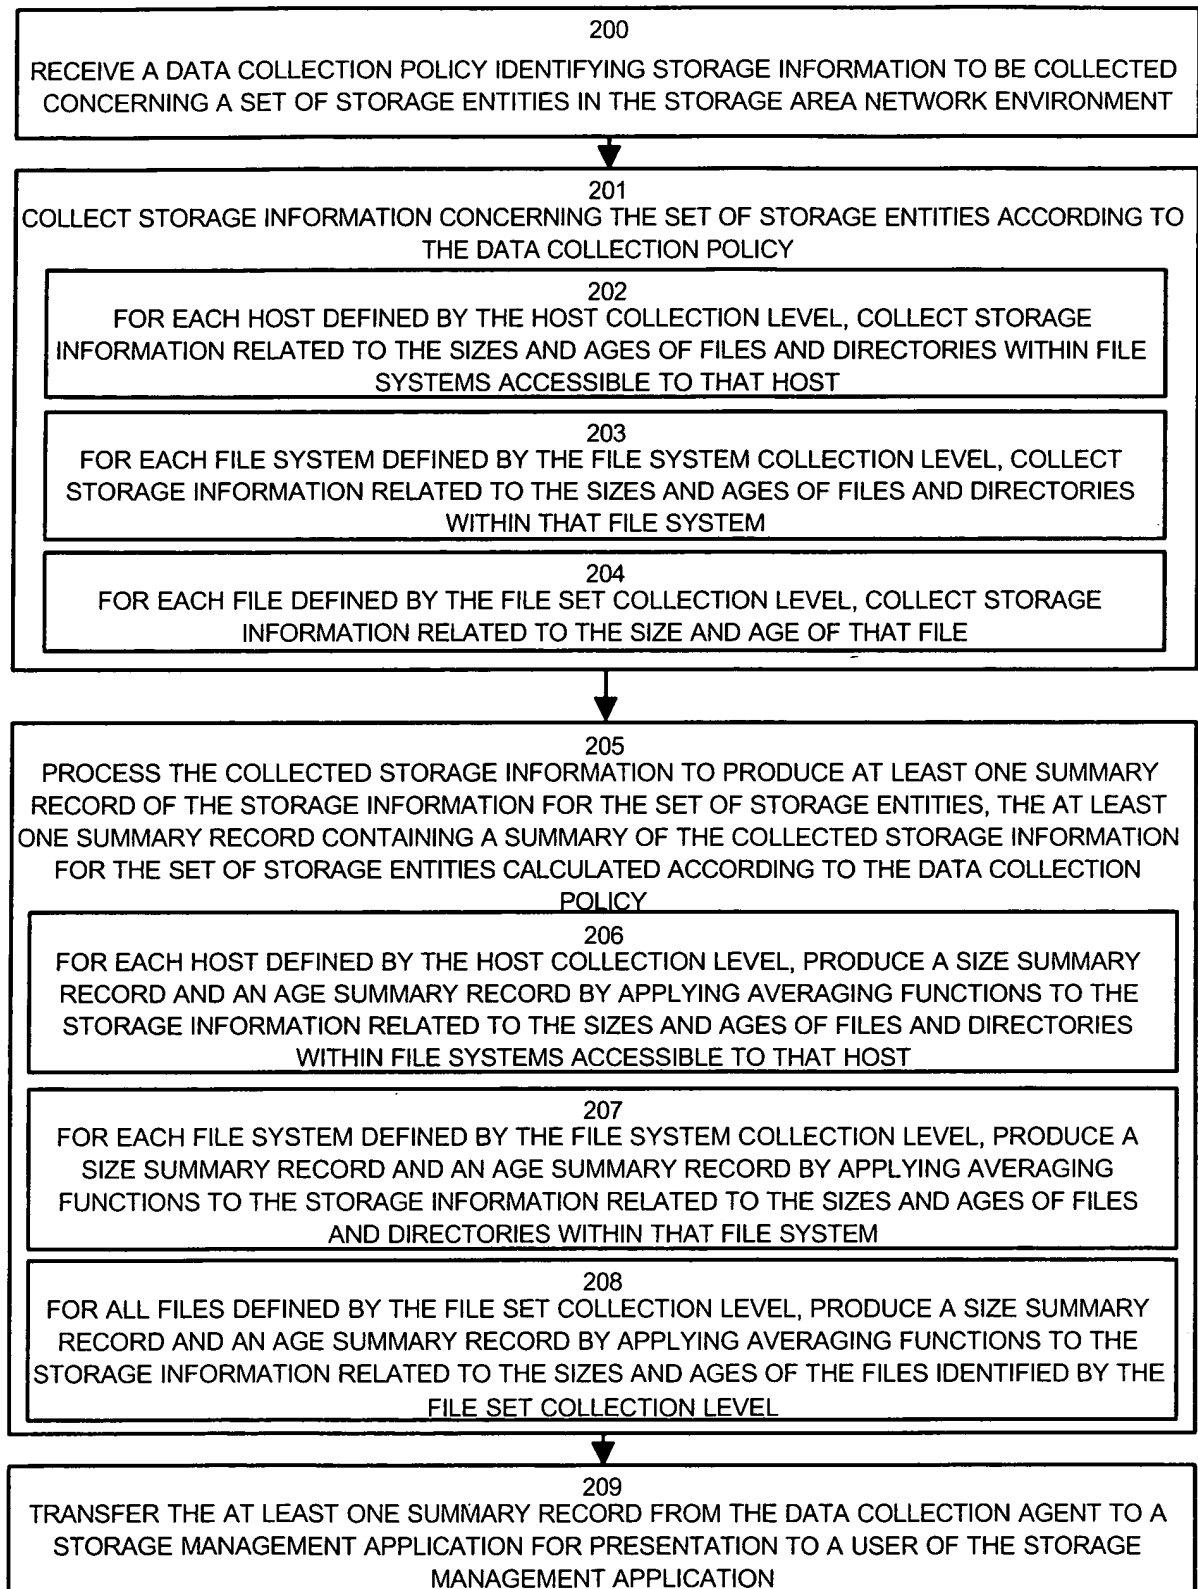 200
RECEIVE A DATA COLLECTION POLICY IDENTIFYING STORAGE INFORMATION TO BE COLLECTED
CONCERNING A SET OF STORAGE ENTITIES IN THE STORAGE AREA NETWORK ENVIRONMENT
201
COLLECT STORAGE INFORMATION CONCERNING THE SET OF STORAGE ENTITIES ACCORDING TO
THE DATA COLLECTION POLICY
202
FOR EACH HOST DEFINED BY THE HOST COLLECTION LEVEL, COLLECT STORAGE
INFORMATION RELATED TO THE SIZES AND AGES OF FILES AND DIRECTORIES WITHIN FILE
SYSTEMS ACCESSIBLE TO THAT HOST
203
FOR EACH FILE SYSTEM DEFINED BY THE FILE SYSTEM COLLECTION LEVEL, COLLECT
STORAGE INFORMATION RELATED TO THE SIZES AND AGES OF FILES AND DIRECTORIES
WITHIN THAT FILE SYSTEM
204
FOR EACH FILE DEFINED BY THE FILE SET COLLECTION LEVEL, COLLECT STORAGE
INFORMATION RELATED TO THE SIZE AND AGE OF THAT FILE
205
PROCESS THE COLLECTED STORAGE INFORMATION TO PRODUCE AT LEAST ONE SUMMARY
RECORD OF THE STORAGE INFORMATION FOR THE SET OF STORAGE ENTITIES, THE AT LEAST
ONE SUMMARY RECORD CONTAINING A SUMMARY OF THE COLLECTED STORAGE INFORMATION
FOR THE SET OF STORAGE ENTITIES CALCULATED ACCORDING TO THE DATA COLLECTION
POLICY
206
FOR EACH HOST DEFINED BY THE HOST COLLECTION LEVEL, PRODUCE A SIZE SUMMARY
RECORD AND AN AGE SUMMARY RECORD BY APPLYING AVERAGING FUNCTIONS TO THE
STORAGE INFORMATION RELATED TO THE SIZES AND AGES OF FILES AND DIRECTORIES
WITHIN FILE SYSTEMS ACCESSIBLE TO THAT HOST
207
FOR EACH FILE SYSTEM DEFINED BY THE FILE SYSTEM COLLECTION LEVEL, PRODUCE A
SIZE SUMMARY RECORD AND AN AGE SUMMARY RECORD BY APPLYING AVERAGING
FUNCTIONS TO THE STORAGE INFORMATION RELATED TO THE SIZES AND AGES OF FILES
AND DIRECTORIES WITHIN THAT FILE SYSTEM
208
FOR ALL FILES DEFINED BY THE FILE SET COLLECTION LEVEL, PRODUCE A SIZE SUMMARY
RECORD AND AN AGE SUMMARY RECORD BY APPLYING AVERAGING FUNCTIONS TO THE
STORAGE INFORMATION RELATED TO THE SIZES AND AGES OF THE FILES IDENTIFIED BY THE
FILE SET COLLECTION LEVEL
209
TRANSFER THE AT LEAST ONE SUMMARY RECORD FROM THE DATA COLLECTION AGENT TO A
STORAGE MANAGEMENT APPLICATION FOR PRESENTATION TO A USER OF THE STORAGE
MANAGEMENT APPLICATION